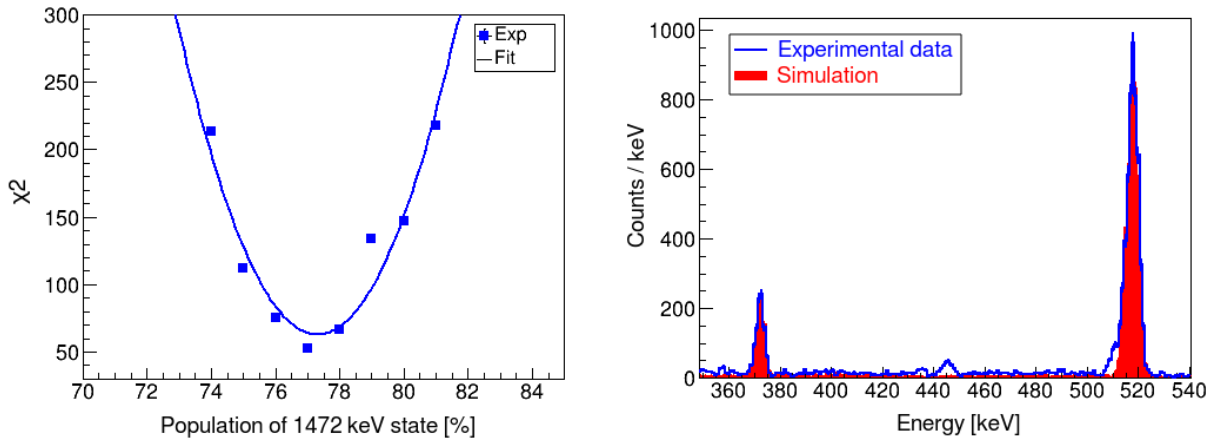 300
250
200
150
100
50
χ2
Exp
Fit
70 72 74 76 78 80 82 84
Population of 1472 keV state [%]
1000
800
600
400
200
0
Counts / keV
Experimental data
Simulation
360 380 400 420 440 460 480 500 520 540
Energy [keV]